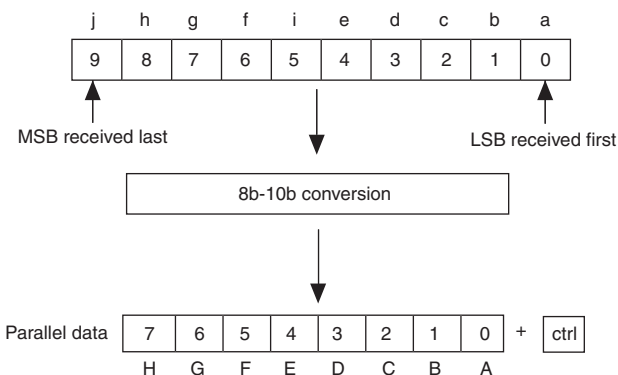 j h g f i e d c b a
9 8 7 6 5 4 3 2 1 0
MSB received last LSB received first
8b-10b conversion
Parallel data 7 6 5 4 3 2 1 0 + ctrl
H G F E D C B A